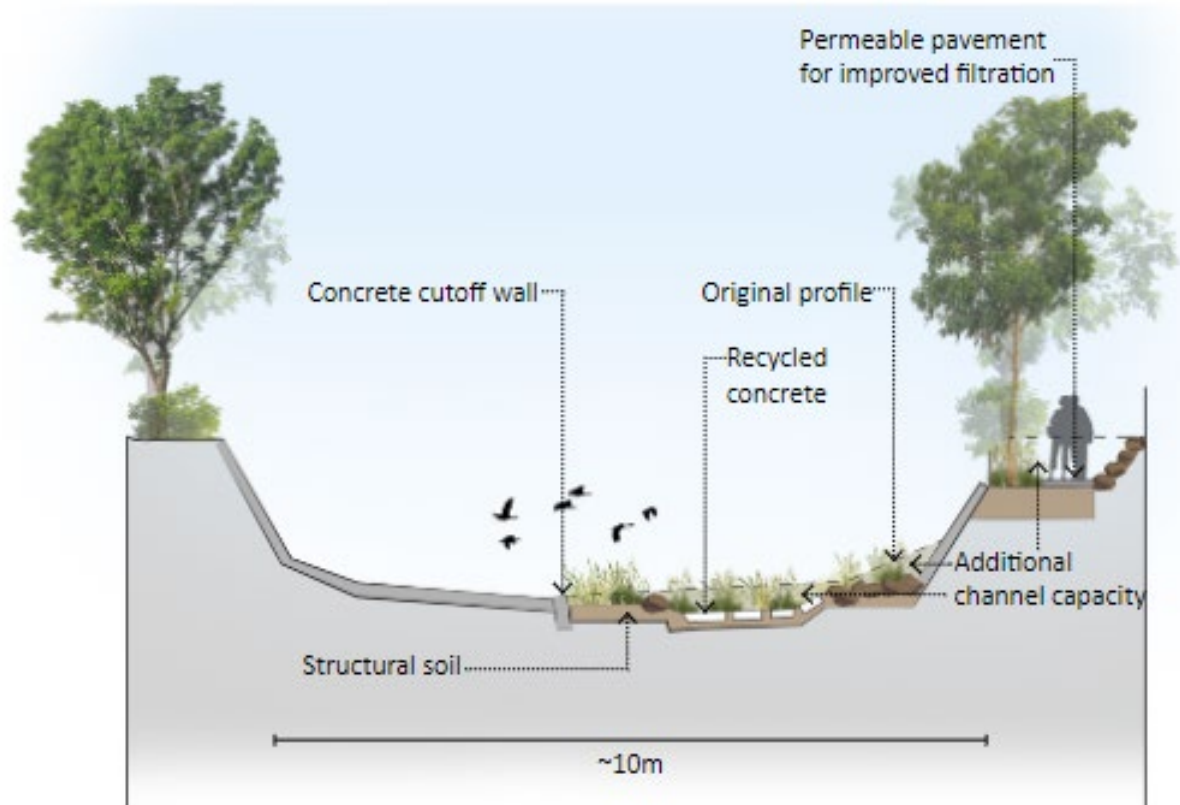 Permeable pavement
for improved filtration
Concrete cutoff wall
Original profile
Recycled
concrete
Additional
channel capacity
Structural soil
~10m